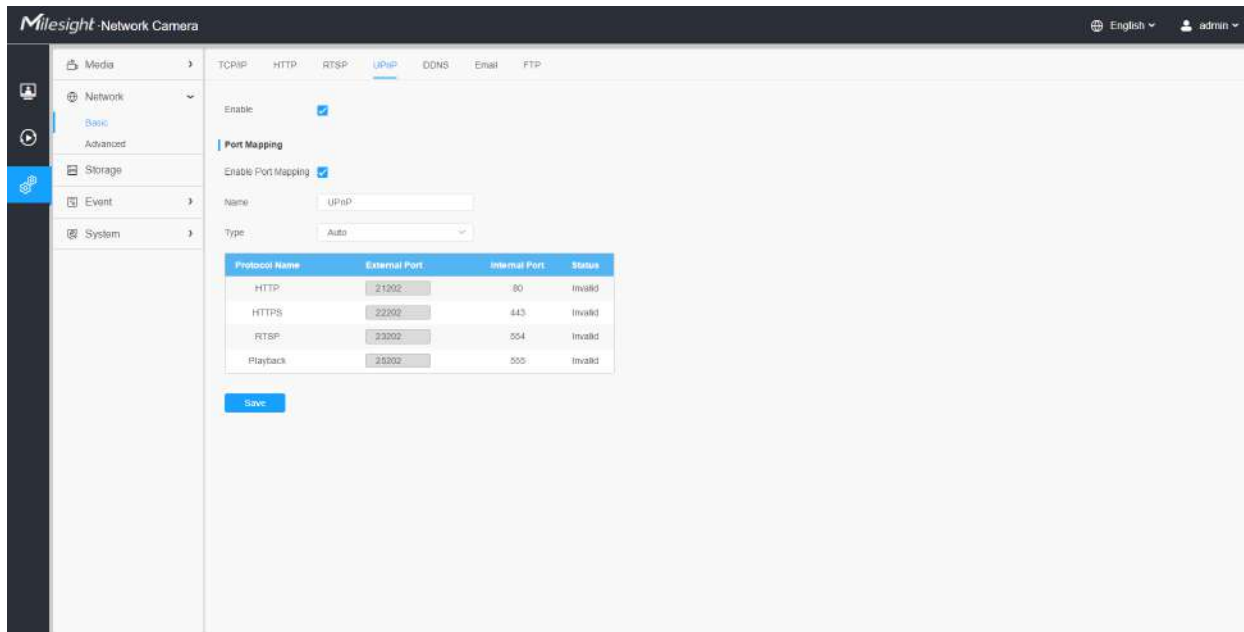 Milesight ·Network Camera
English
admin
Media
TCP/IP HTTP RTSP UPnP DDNS Email FTP
Network
Basic
Advanced
Storage
Event
System
Enable
Port Mapping
Enable Port Mapping
Name UPnP
Type Auto
Protocol Name External Port Internal Port Status
HTTP 21202 80 Invalid
HTTPS 22202 443 Invalid
RTSP 23202 554 Invalid
Playback 25202 555 Invalid
Save